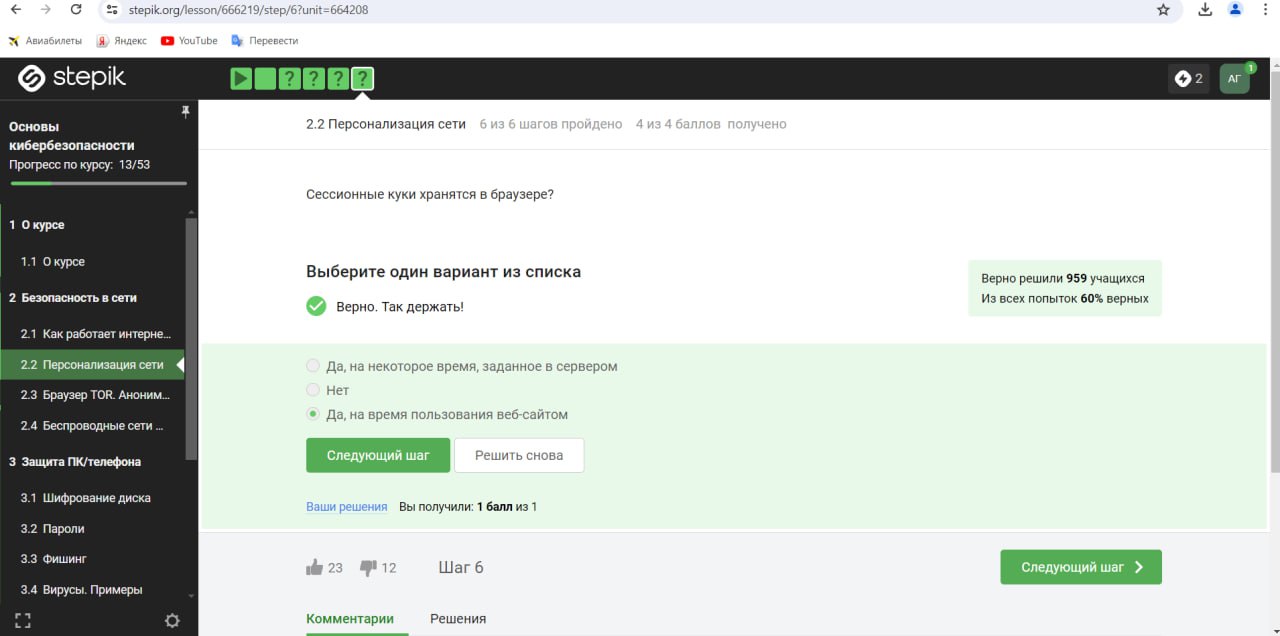 stepik.org/lesson/666219/step/6?unit=664208
Авиабилеты Яндекс YouTube Перевести
stepik ? ? ? ? 2 АГ 1
Основы
кибербезопасности
Прогресс по курсу: 13/53
1 О курсе
1.1 О курсе
2 Безопасность в сети
2.1 Как работает интерне...
2.2 Персонализация сети
2.3 Браузер TOR. Аноним...
2.4 Беспроводные сети ...
3 Защита ПК/телефона
3.1 Шифрование диска
3.2 Пароли
3.3 Фишинг
3.4 Вирусы. Примеры
2.2 Персонализация сети 6 из 6 шагов пройдено 4 из 4 баллов получено
Сессионные куки хранятся в браузере?
Выберите один вариант из списка
Верно. Так держать!
Верно решили 959 учащихся
Из всех попыток 60% верных
Да, на некоторое время, заданное в сервером
Нет
Да, на время пользования веб-сайтом
Следующий шаг Решить снова
Ваши решения Вы получили: 1 балл из 1
23 12 Шаг 6 Следующий шаг
Комментарии Решения